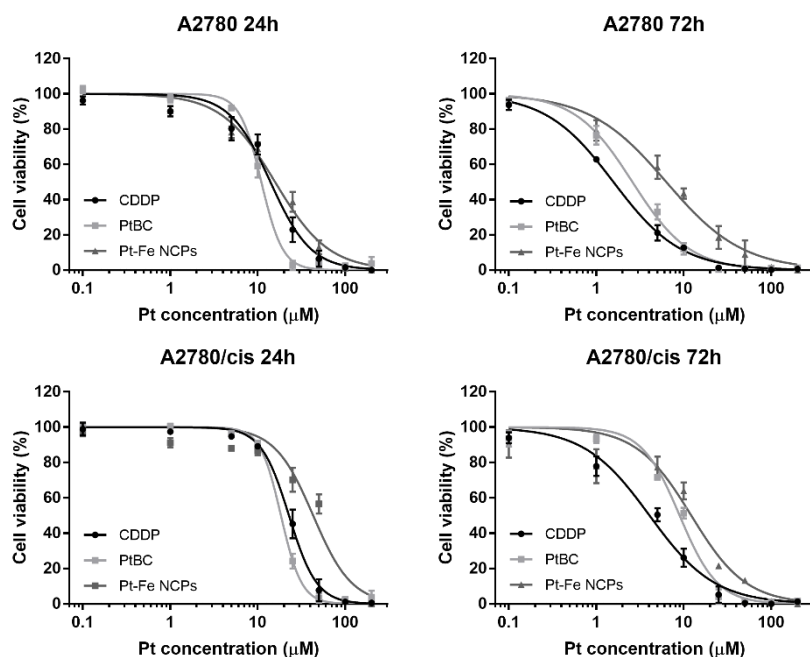 A2780 24h
120
100
80
60
40
20
0
Cell viability (%)
CDDP
PtBC
Pt-Fe NCPs
0.1 1 10 100
Pt concentration (μM)
A2780 72h
120
100
80
60
40
20
0
Cell viability (%)
CDDP
PtBC
Pt-Fe NCPs
0.1 1 10 100
Pt concentration (μM)
A2780/cis 24h
120
100
80
60
40
20
0
Cell viability (%)
CDDP
PtBC
Pt-Fe NCPs
0.1 1 10 100
Pt concentration (μM)
A2780/cis 72h
120
100
80
60
40
20
0
Cell viability (%)
CDDP
PtBC
Pt-Fe NCPs
0.1 1 10 100
Pt concentration (μM)